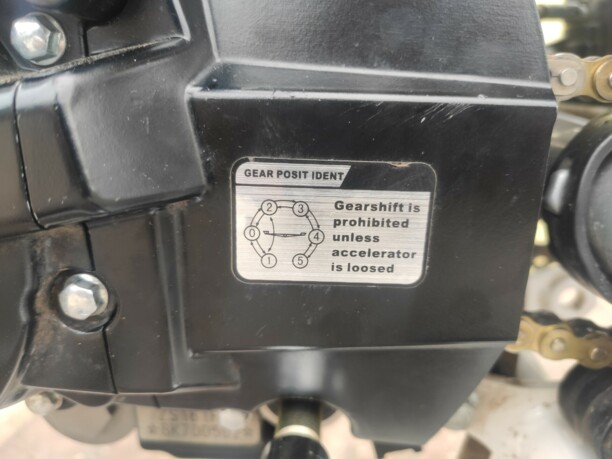 GEAR POSIT IDENT
2 3
0 4
1 5
Gearshift is
prohibited
unless
accelerator
is loosed